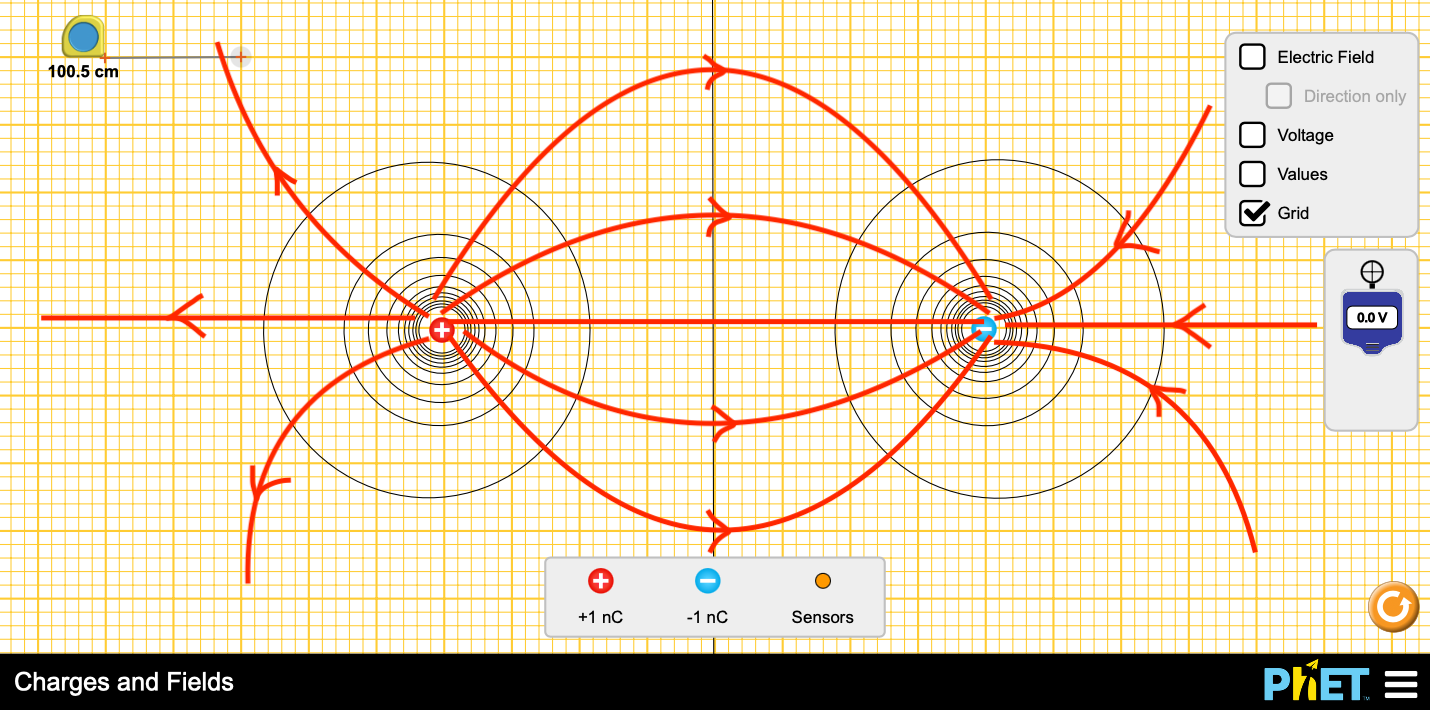 100.5 cm
Electric Field
Direction only
Voltage
Values
Grid
0.0 V
+1 nC
-1 nC
Sensors
Charges and Fields
PhET™